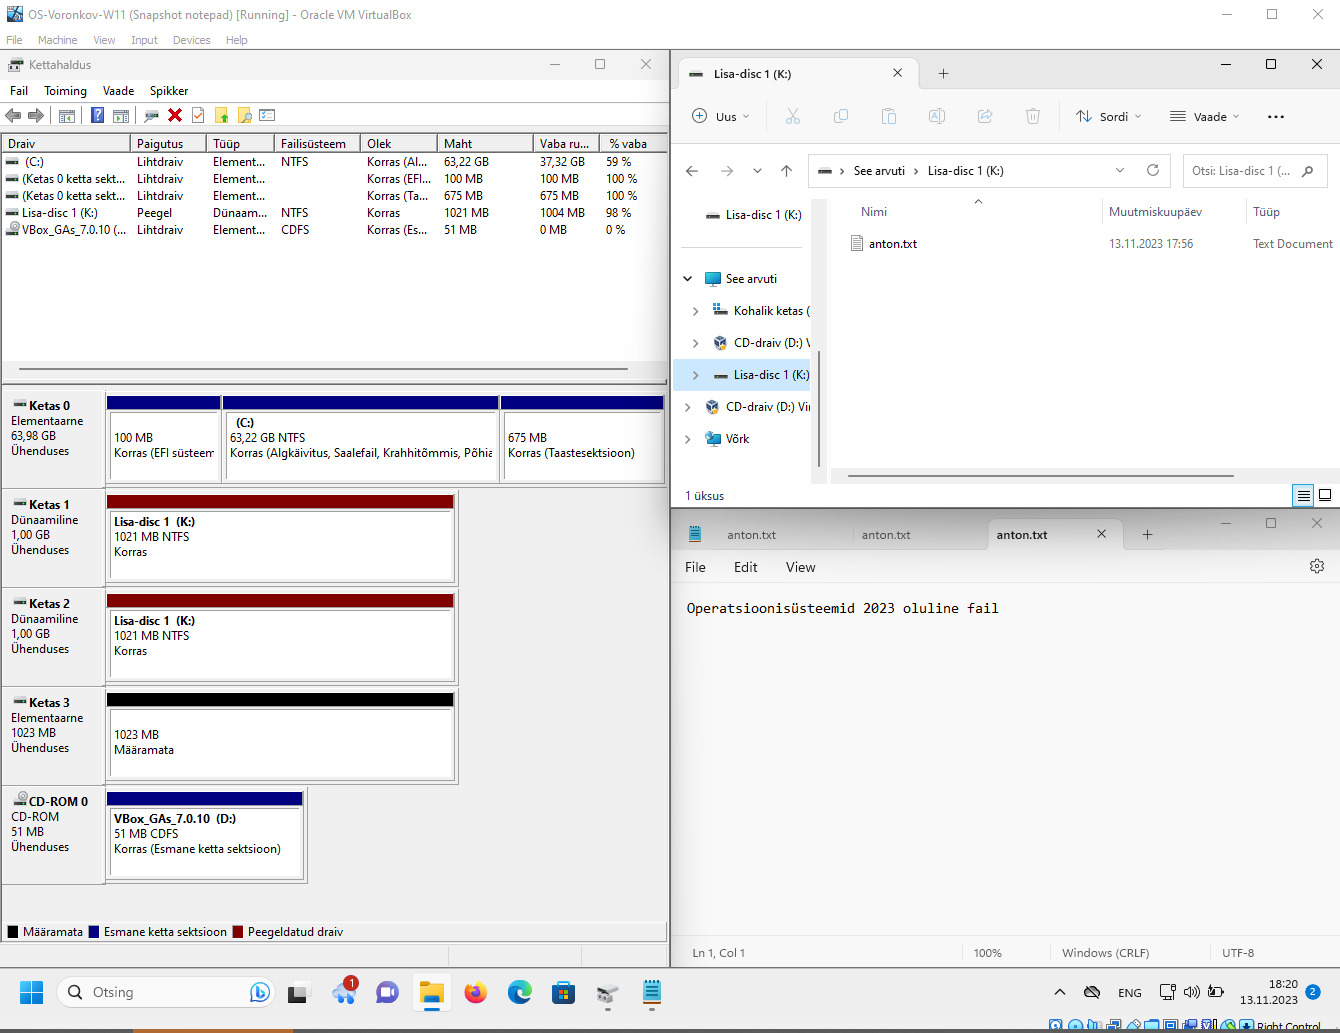 OS-Voronkov-W11 (Snapshot notepad) [Running] - Oracle VM VirtualBox
File Machine View Input Devices Help
Kettahaldus
Fail Toiming Vaade Spikker
Draiv Paigutus Tüüp Failisüsteem Olek Maht Vaba ru... % vaba
(C:) Lihtdraiv Element... NTFS Korras (Al... 63,22 GB 37,32 GB 59 %
(Ketas 0 ketta sekt... Lihtdraiv Element... Korras (EFI... 100 MB 100 MB 100 %
(Ketas 0 ketta sekt... Lihtdraiv Element... Korras (Ta... 675 MB 675 MB 100 %
Lisa-disc 1 (K:) Peegel Dünaam... NTFS Korras 1021 MB 1004 MB 98 %
VBox_GAs_7.0.10 (... Lihtdraiv Element... CDFS Korras (Es... 51 MB 0 MB 0 %
Ketas 0
Elementaarne
63,98 GB
Ühenduses
100 MB
Korras (EFI süsteem
(C:)
63,22 GB NTFS
Korras (Algkäivitus, Saalefail, Krahhitõmmis, Põhia
675 MB
Korras (Taastesektsioon)
Ketas 1
Dünaamiline
1,00 GB
Ühenduses
Lisa-disc 1 (K:)
1021 MB NTFS
Korras
Ketas 2
Dünaamiline
1,00 GB
Ühenduses
Lisa-disc 1 (K:)
1021 MB NTFS
Korras
Ketas 3
Elementaarne
1023 MB
Ühenduses
1023 MB
Määramata
CD-ROM 0
CD-ROM
51 MB
Ühenduses
VBox_GAs_7.0.10 (D:)
51 MB CDFS
Korras (Esmane ketta sektsioon)
Määramata Esmane ketta sektsioon Peegeldatud draiv
Lisa-disc 1 (K:)
Uus Sordi Vaade
See arvuti Lisa-disc 1 (K:) Otsi: Lisa-disc 1 (...
Lisa-disc 1 (K:)
See arvuti
Kohalik ketas (
CD-draiv (D:) V
Lisa-disc 1 (K:)
CD-draiv (D:) Vi
Võrk
Nimi Muutmiskuupäev Tüüp
anton.txt 13.11.2023 17:56 Text Document
1 üksus
anton.txt anton.txt anton.txt
File Edit View
Operatsioonisüsteemid 2023 oluline fail
Ln 1, Col 1 100% Windows (CRLF) UTF-8
Otsing
1
ENG
18:20
13.11.2023
2
Right Control